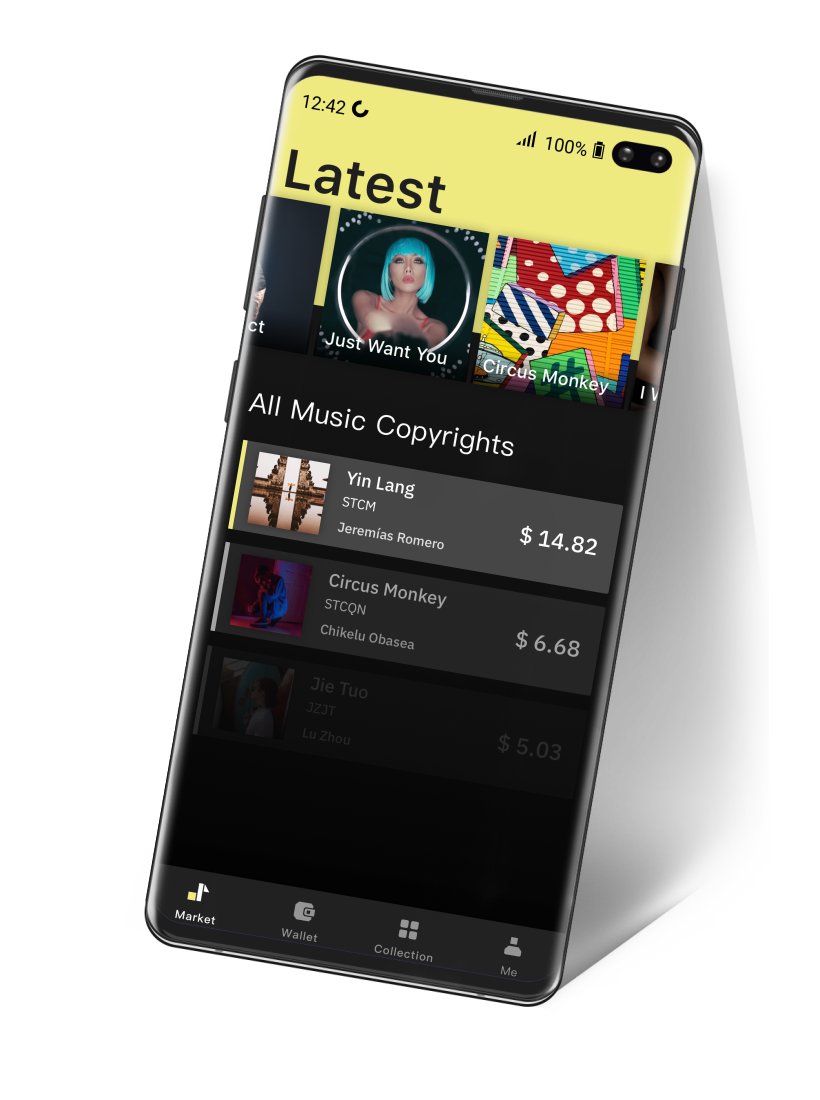 12:42
100%
Latest
ct
Just Want You
Circus Monkey
I W
All Music Copyrights
Yin Lang
STCM
Jeremías Romero
$ 14.82
Circus Monkey
STCQN
Chikelu Obasea
$ 6.68
Jie Tuo
JZJT
Lu Zhou
$ 5.03
Market
Wallet
Collection
Me